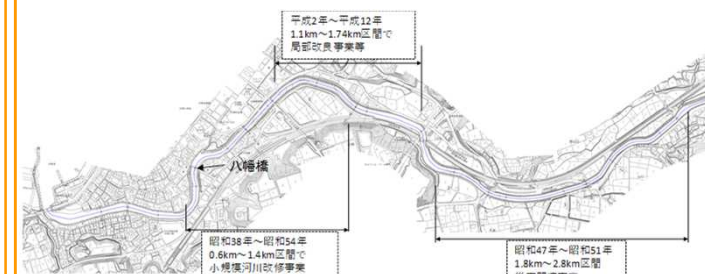 平成2年～平成12年
1.1km～1.74km区間で
局部改良事業等
八幡橋
昭和38年～昭和54年
0.6km～1.4km区間で
小規模河川改修事業
昭和47年～昭和51年
1.8km～2.8km区間